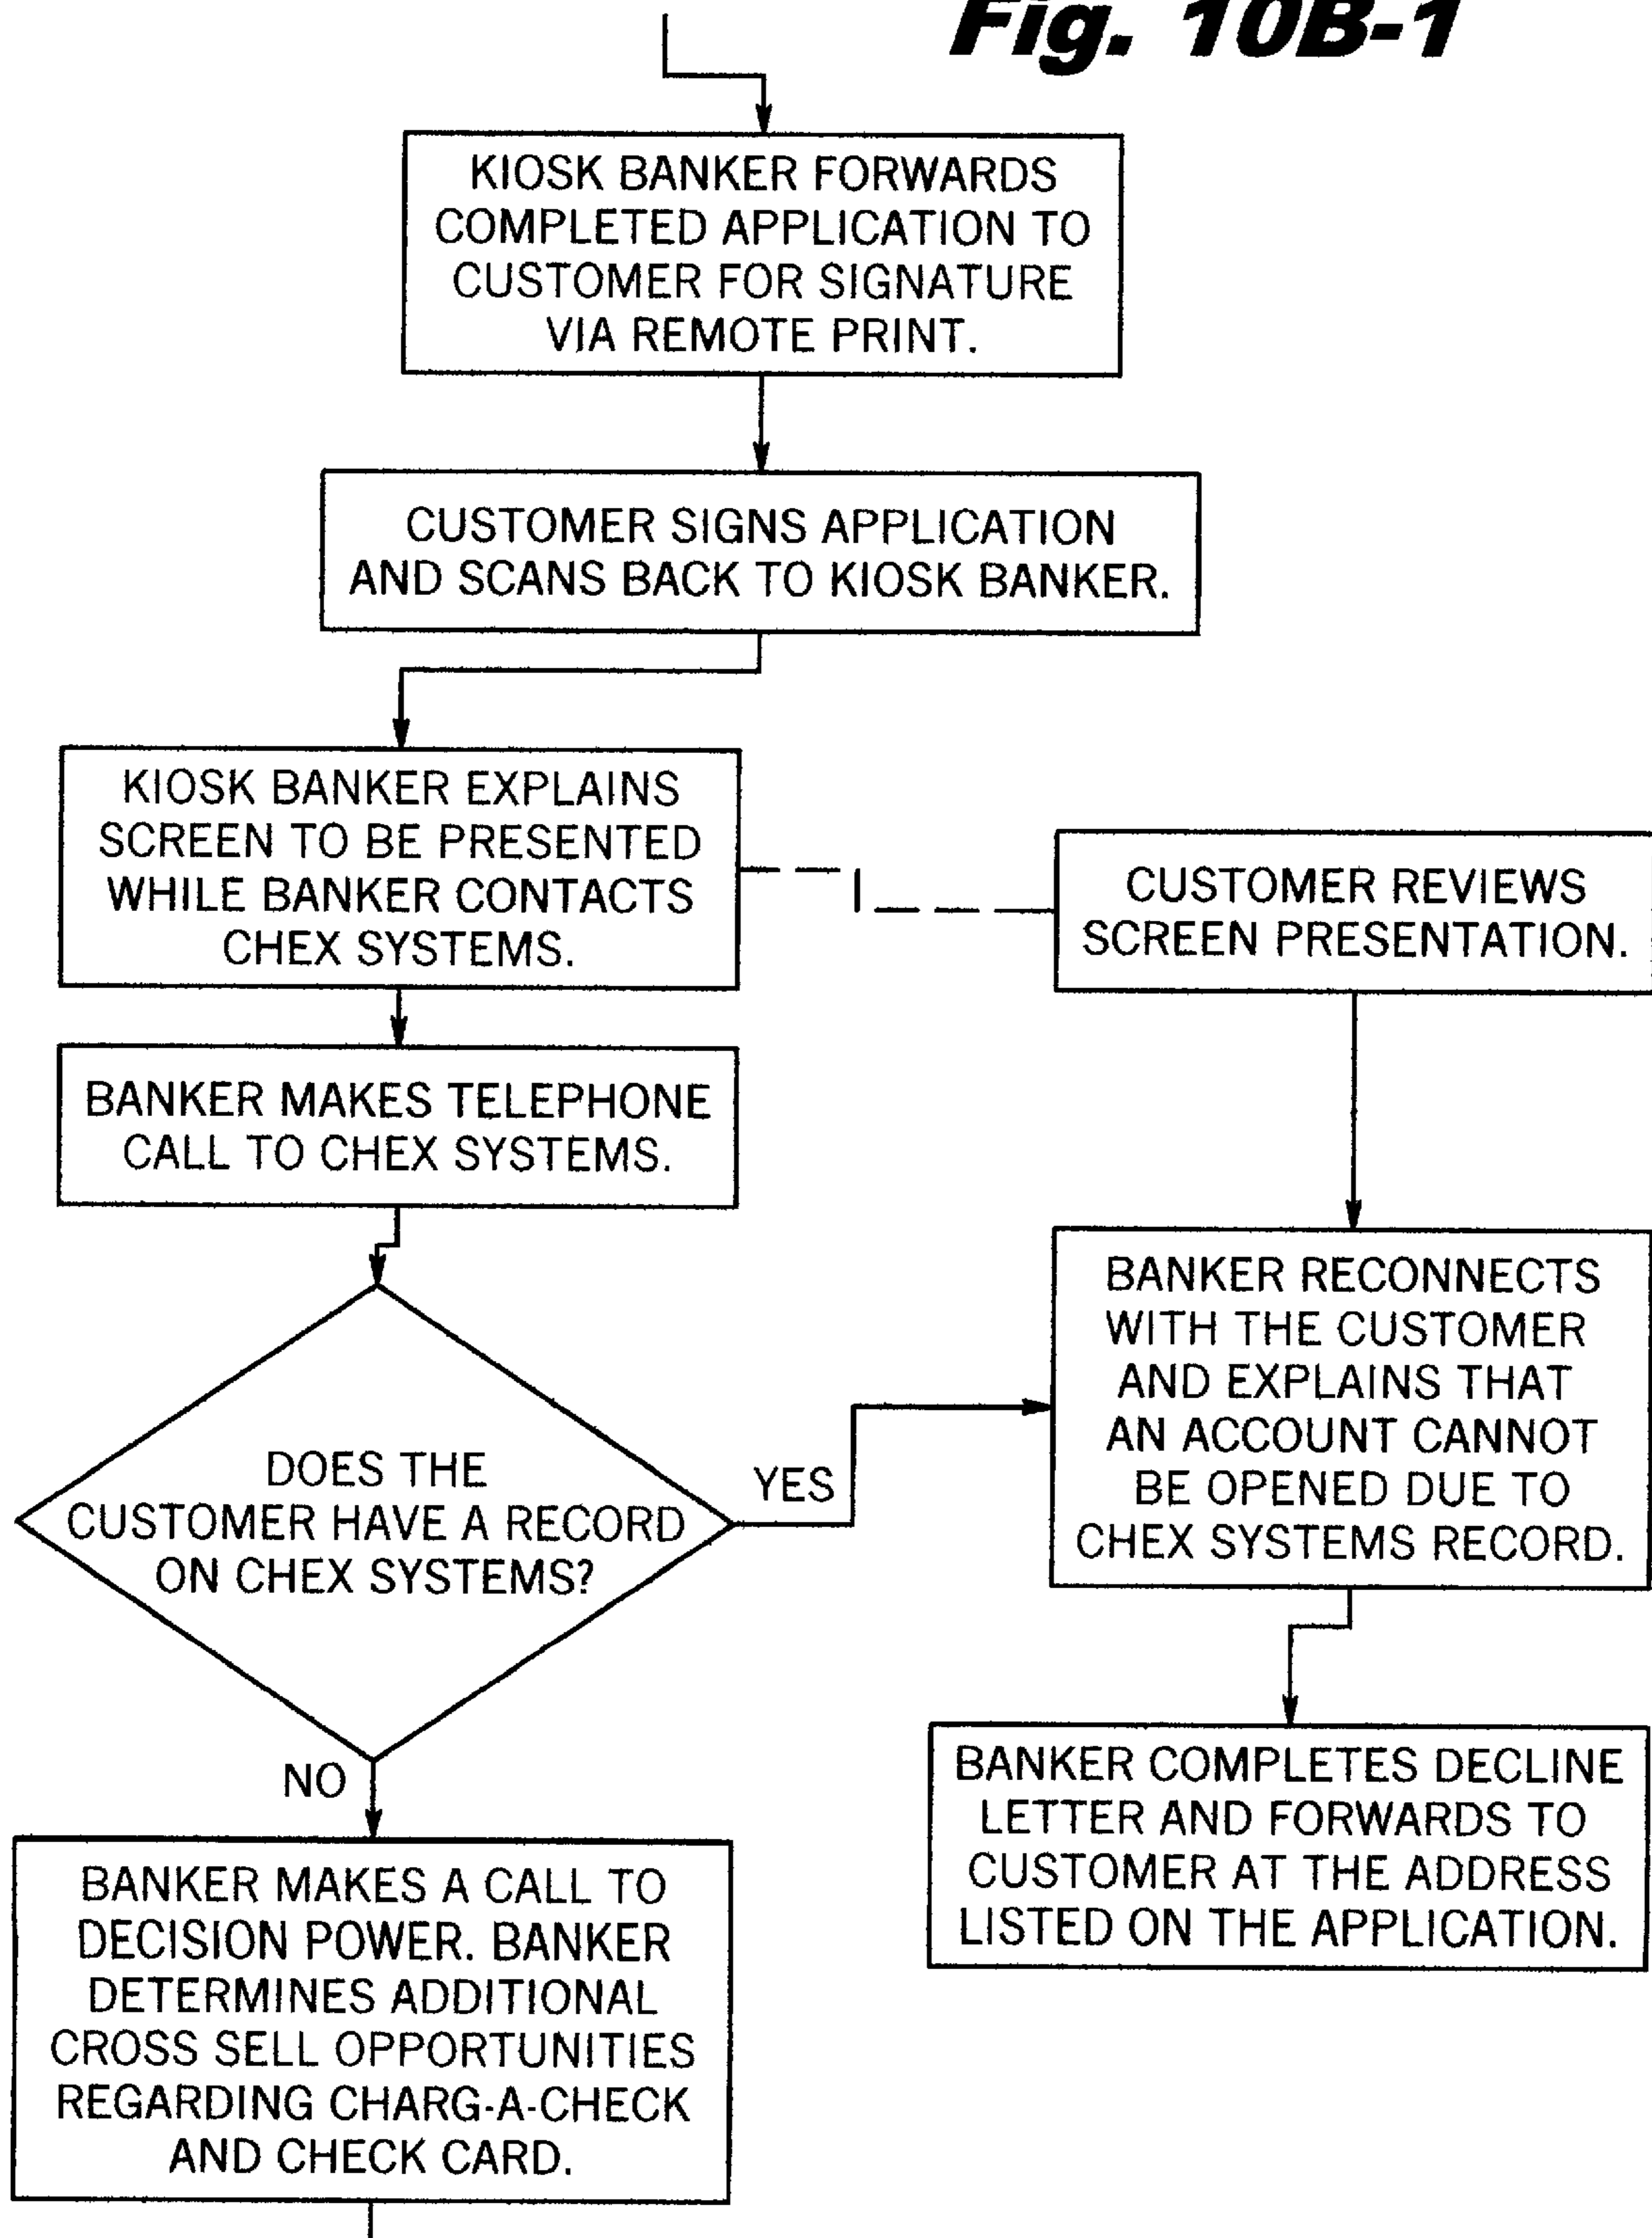 Fig. 10B-1
KIOSK BANKER FORWARDS
COMPLETED APPLICATION TO
CUSTOMER FOR SIGNATURE
VIA REMOTE PRINT.
CUSTOMER SIGNS APPLICATION
AND SCANS BACK TO KIOSK BANKER.
KIOSK BANKER EXPLAINS
SCREEN TO BE PRESENTED
WHILE BANKER CONTACTS
CHEX SYSTEMS.
CUSTOMER REVIEWS
SCREEN PRESENTATION.
BANKER MAKES TELEPHONE
CALL TO CHEX SYSTEMS.
DOES THE
CUSTOMER HAVE A RECORD
ON CHEX SYSTEMS?
YES
BANKER RECONNECTS
WITH THE CUSTOMER
AND EXPLAINS THAT
AN ACCOUNT CANNOT
BE OPENED DUE TO
CHEX SYSTEMS RECORD.
BANKER COMPLETES DECLINE
LETTER AND FORWARDS TO
CUSTOMER AT THE ADDRESS
LISTED ON THE APPLICATION.
NO
BANKER MAKES A CALL TO
DECISION POWER. BANKER
DETERMINES ADDITIONAL
CROSS SELL OPPORTUNITIES
REGARDING CHARG-A-CHECK
AND CHECK CARD.